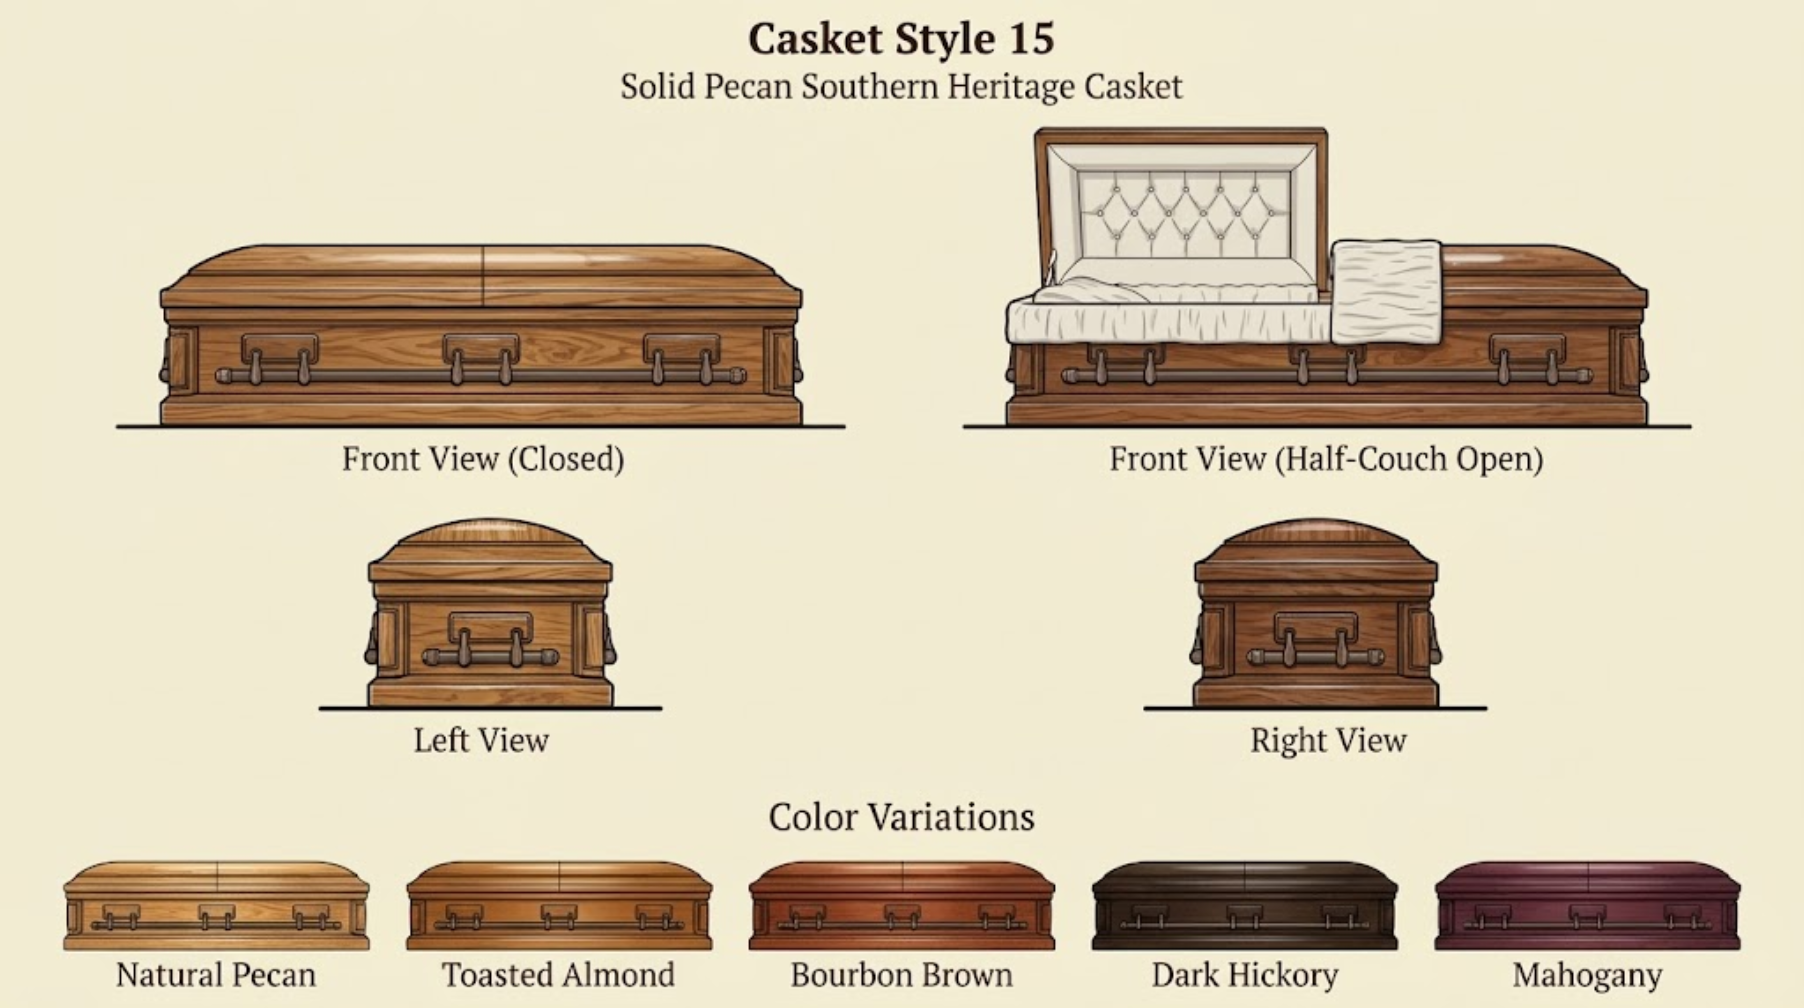 Casket Style 15
Solid Pecan Southern Heritage Casket
Front View (Closed)
Front View (Half-Couch Open)
Left View
Right View
Color Variations
Natural Pecan
Toasted Almond
Bourbon Brown
Dark Hickory
Mahogany